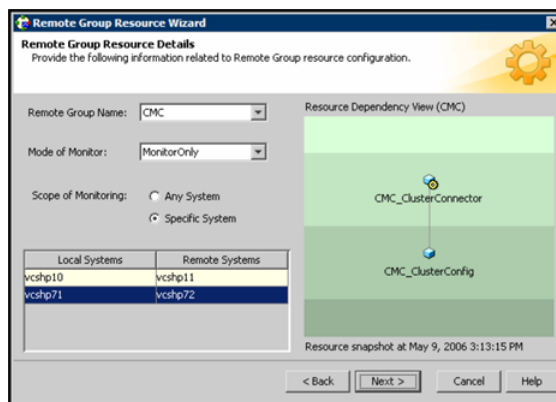 Remote Group Resource Wizard
Remote Group Resource Details
Provide the following information related to Remote Group resource configuration.
Remote Group Name: CMC
Mode of Monitor: MonitorOnly
Scope of Monitoring: Any System
Specific System
Local Systems Remote Systems
vcshp10 vcshp11
vcshp71 vcshp72
Resource Dependency View (CMC)
CMC_ClusterConnector
CMC_ClusterConfig
Resource snapshot at May 9, 2006 3:13:15 PM
< Back Next > Cancel Help